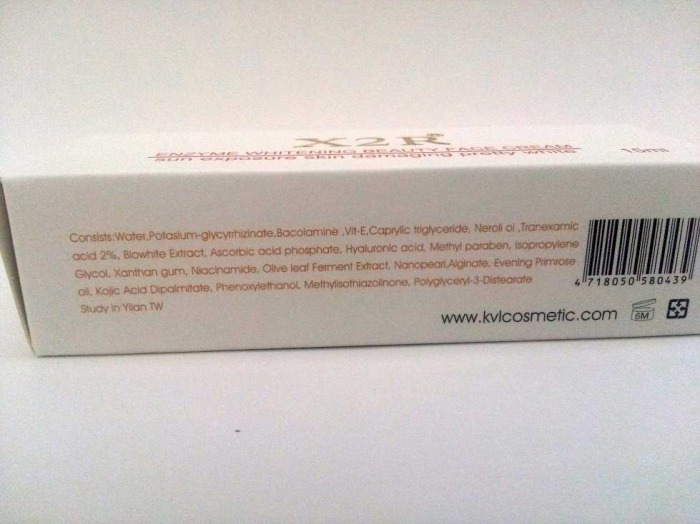 X2R
ENZYME WHITENING BEAUTY FACE CREAM
sun exposure skin damaging pretty white
15ml
Consists:Water,Potasium-glycyrrhizinate,Bacolamine ,Vit-E,Caprylic triglyceride, Neroli oi ,Tranexamic
acid 2%, Blowhite Extract, Ascorbic acid phosphate, Hyaluronic acid, Methyl paraben, Isopropylene
Glycol, Xanthan gum, Niacinamide, Olive leaf Ferment Extract, Nanopearl,Alginate, Evening Primrose
oil, Kojic Acid Dipalmitate, Phenoxylethanol, Methylisothiazolinone, Polyglyceryl-3-Distearate
Study in Yilan TW
4 718050 580439
www.kvlcosmetic.com
6M